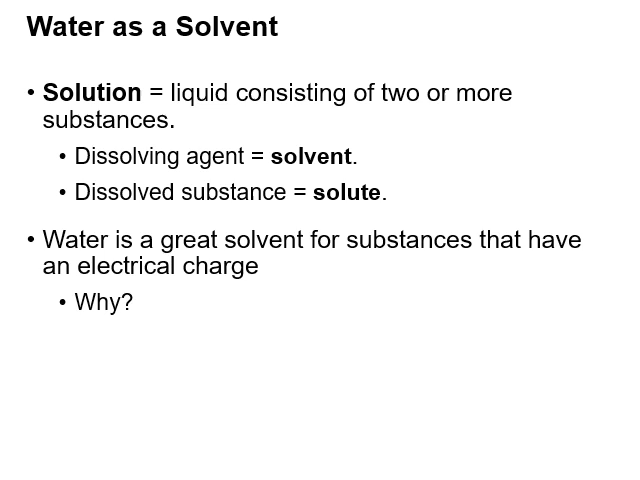 Water as a Solvent
• Solution = liquid consisting of two or more
substances.
• Dissolving agent = solvent.
• Dissolved substance = solute.
• Water is a great solvent for substances that have
an electrical charge
• Why?